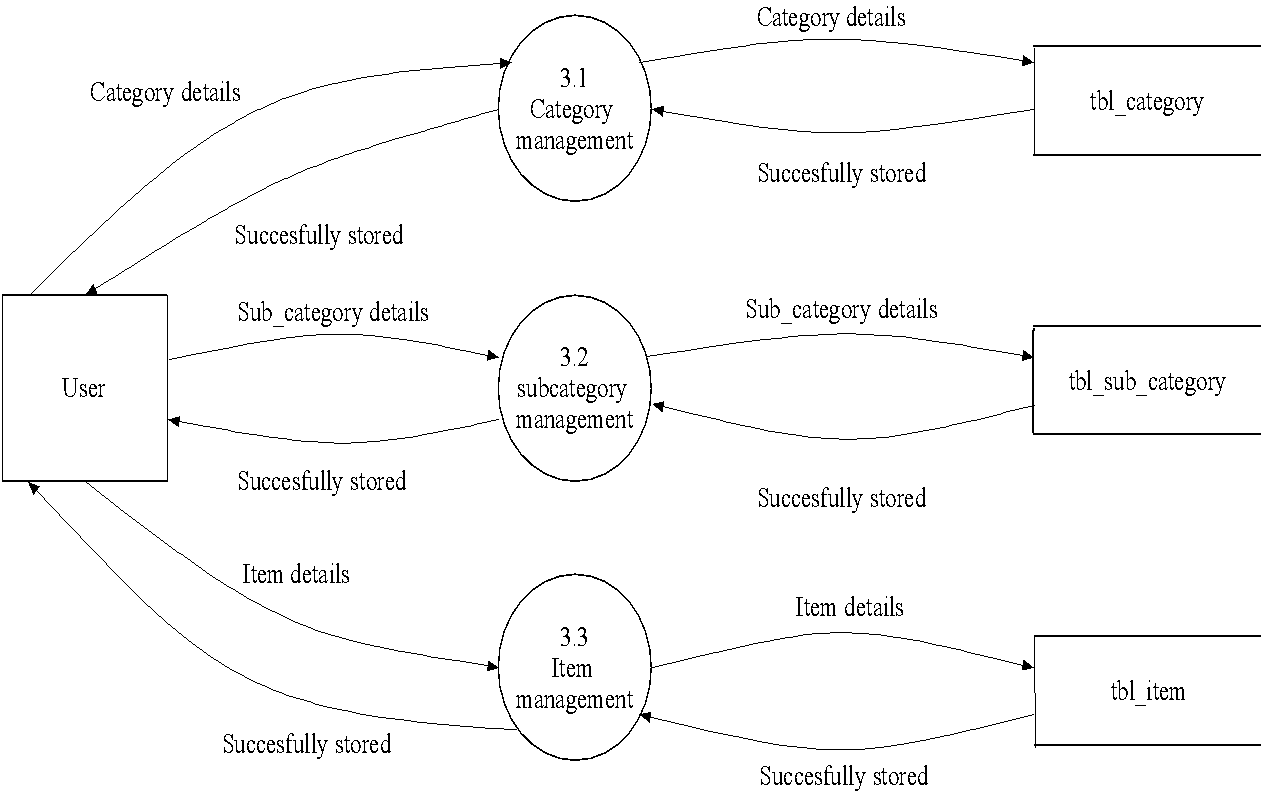 Category details
3.1
Category
management
Category details
tbl_category
Succesfully stored
Succesfully stored
Sub_category details
Sub_category details
User
3.2
subcategory
management
tbl_sub_category
Succesfully stored
Succesfully stored
Item details
Item details
3.3
Item
management
tbl_item
Succesfully stored
Succesfully stored